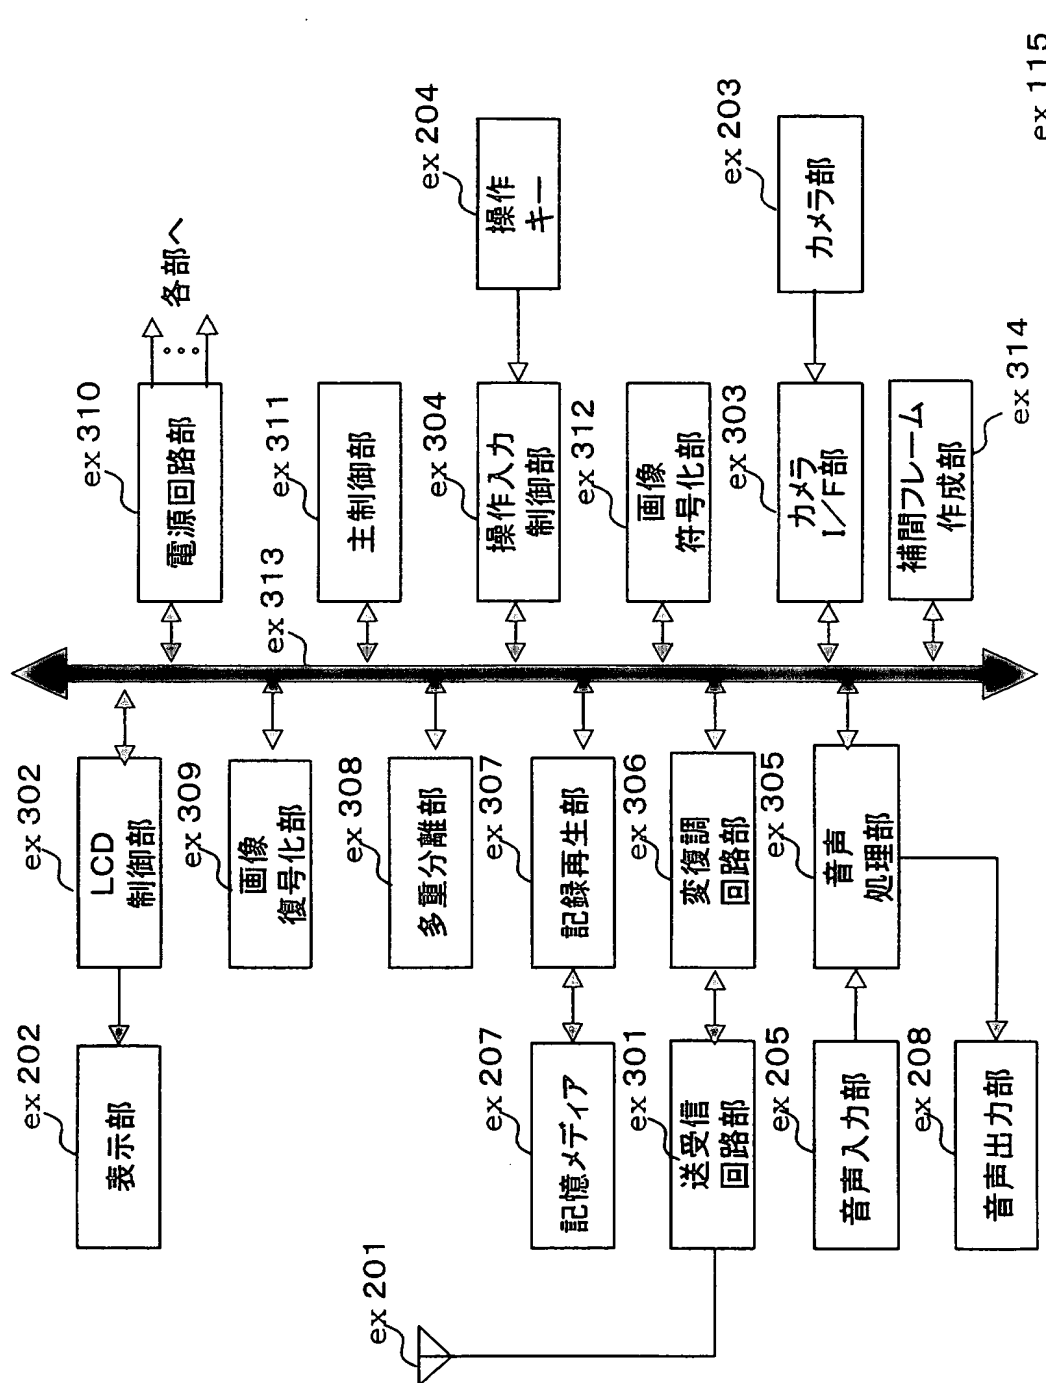 ex 115
ex 204
操作
キー
ex 203
カメラ部
各部へ
ex 310
電源回路部
ex 311
主制御部
ex 304
操作入力
制御部
ex 312
画像
符号化部
ex 303
カメラ
I/F部
ex 314
補間フレーム
作成部
ex 313
ex 302
LCD
制御部
ex 309
画像
復号化部
ex 308
多重分離部
ex 307
記録再生部
ex 306
変復調
回路部
ex 305
音声
処理部
ex 202
表示部
ex 207
記憶メディア
ex 301
送受信
回路部
ex 205
音声入力部
ex 208
音声出力部
ex 201